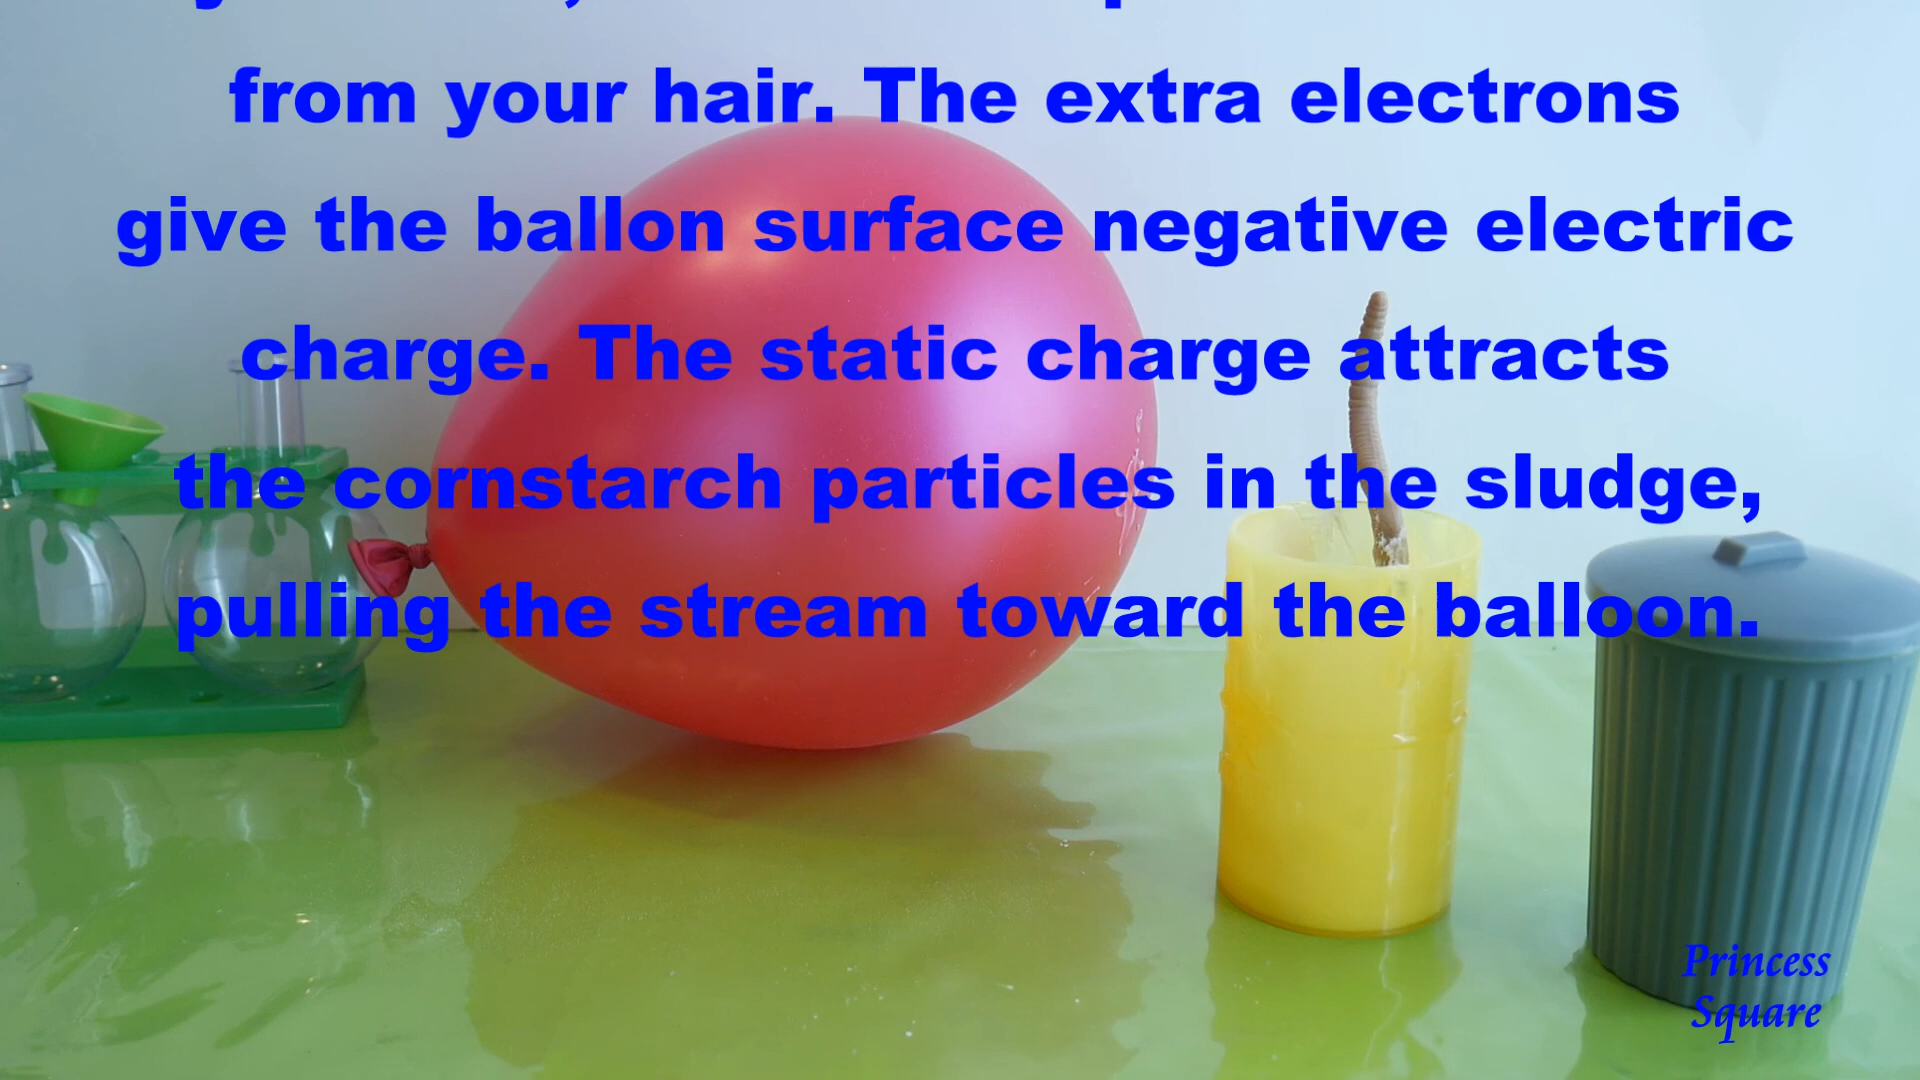 from your hair. The extra electrons
give the ballon surface negative electric
charge. The static charge attracts
the cornstarch particles in the sludge,
pulling the stream toward the balloon.
Princess
Square